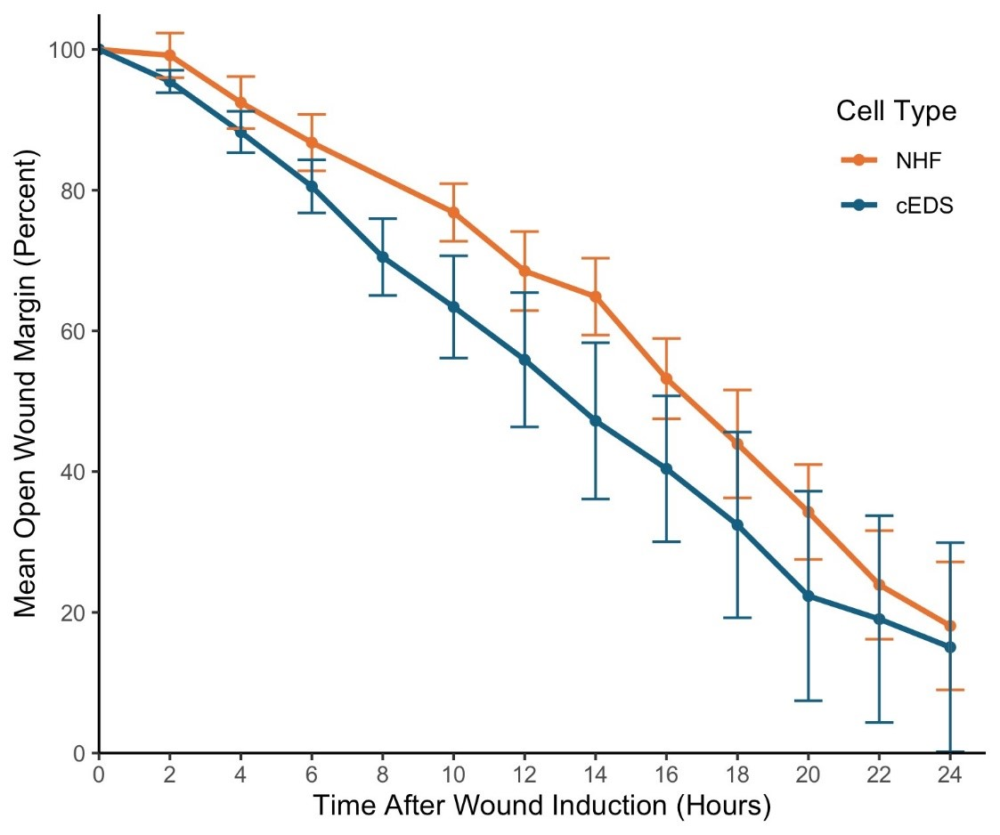 Mean Open Wound Margin (Percent)
100
80
60
40
20
0
Cell Type
NHF
cEDS
0 2 4 6 8 10 12 14 16 18 20 22 24
Time After Wound Induction (Hours)